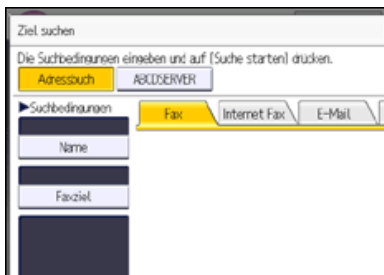 Ziel suchen
Die Suchbedingungen eingeben und auf [Suche starten] drücken.
Adressbuch ABCDSERVER
►Suchbedingungen
Fax Internet Fax E-Mail
Name
Faxziel